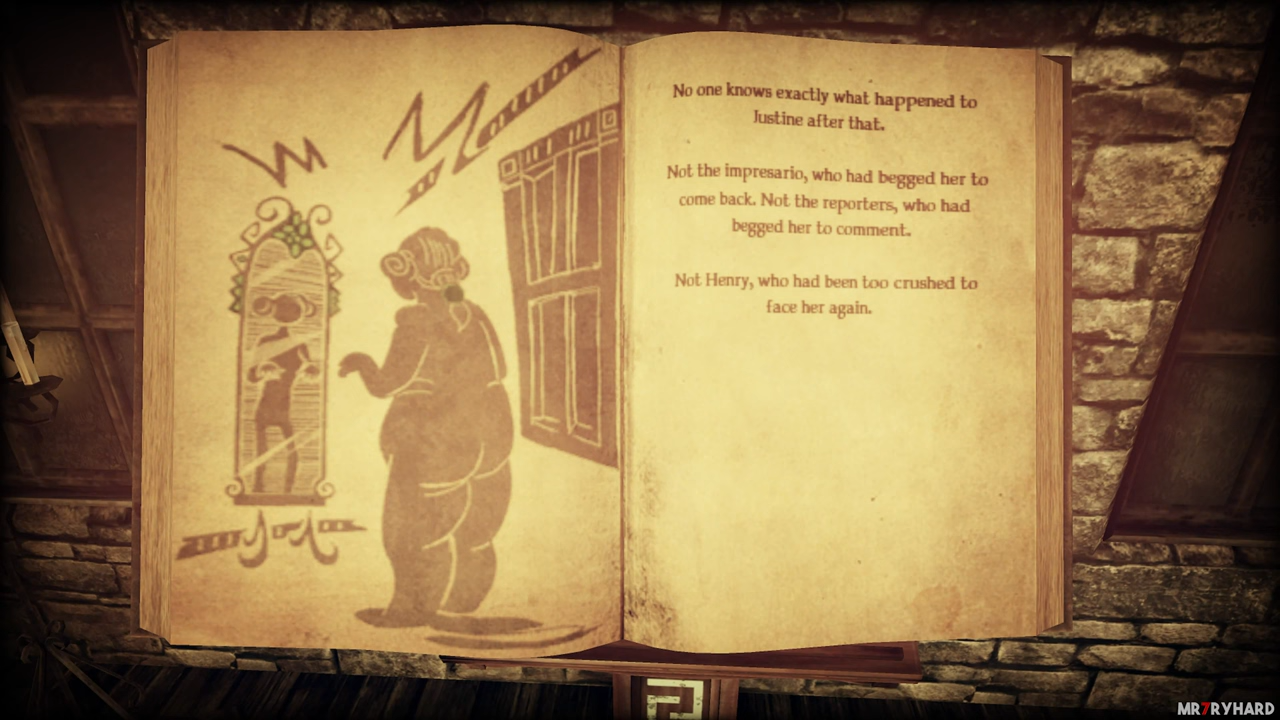 No one knows exactly what happened to
Justine after that.
Not the impresario, who had begged her to
come back. Not the reporters, who had
begged her to comment.
Not Henry, who had been too crushed to
face her again.
MR7RYHARD